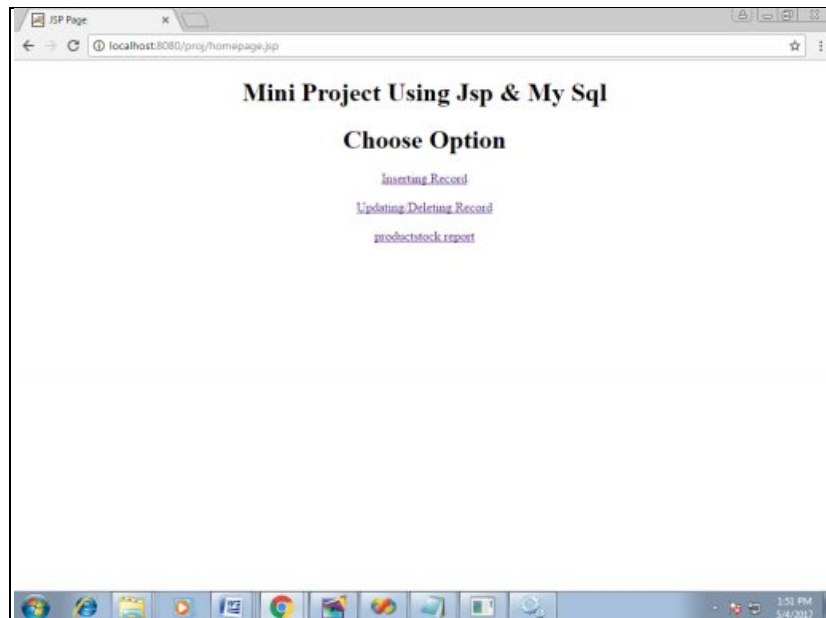 JSP Page
localhost:8080/proj/homepage.jsp
Mini Project Using Jsp & My Sql
Choose Option
Inserting Record
Updating Deleting Record
productstock report
1:51 PM
5/4/2017